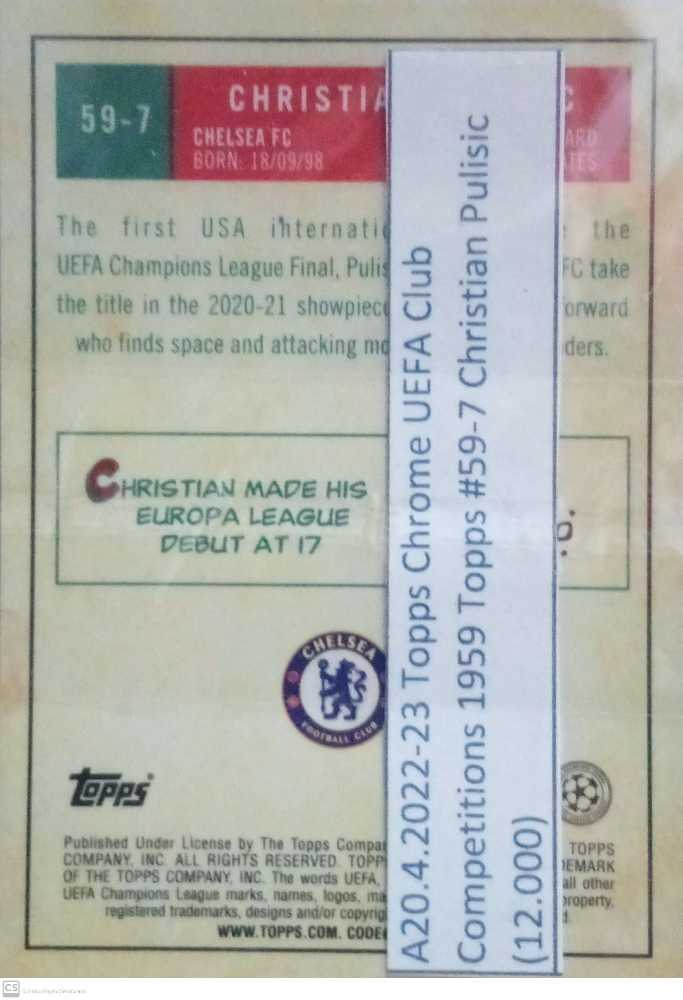 59-7
CHRISTIA C
CHELSEA FC ARD
BORN: 18/09/98 TES
The first USA internatio the
UEFA Champions League Final, Pulis FC take
the title in the 2020-21 showpiec orward
who finds space and attacking mo ders.
CHRISTIAN MADE HIS
EUROPA LEAGUE
DEBUT AT 17
CHELSEA
FOOTBALL CLUB
topps
Published Under License by The Topps Compa TOPPS
COMPANY, INC. ALL RIGHTS RESERVED. TOPP DEMARK
OF THE TOPPS COMPANY, INC. The words UEFA, all other
UEFA Champions League marks, names, logos, ma property,
registered trademarks, designs and/or copyrig d.
WWW.TOPPS.COM. CODE#
A20.4.2022-23 Topps Chrome UEFA Club
Competitions 1959 Topps #59-7 Christian Pulisic
(12.000)
CS